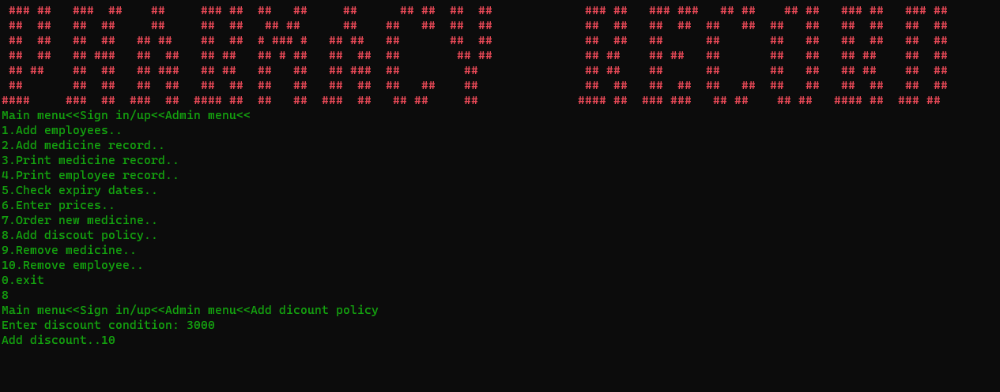 PHARMACY RECORD
Main menu<<Sign in/up<<Admin menu<<
1.Add employees..
2.Add medicine record..
3.Print medicine record..
4.Print employee record..
5.Check expiry dates..
6.Enter prices..
7.Order new medicine..
8.Add discout policy..
9.Remove medicine..
10.Remove employee..
0.exit
8
Main menu<<Sign in/up<<Admin menu<<Add dicount policy
Enter discount condition: 3000
Add discount..10